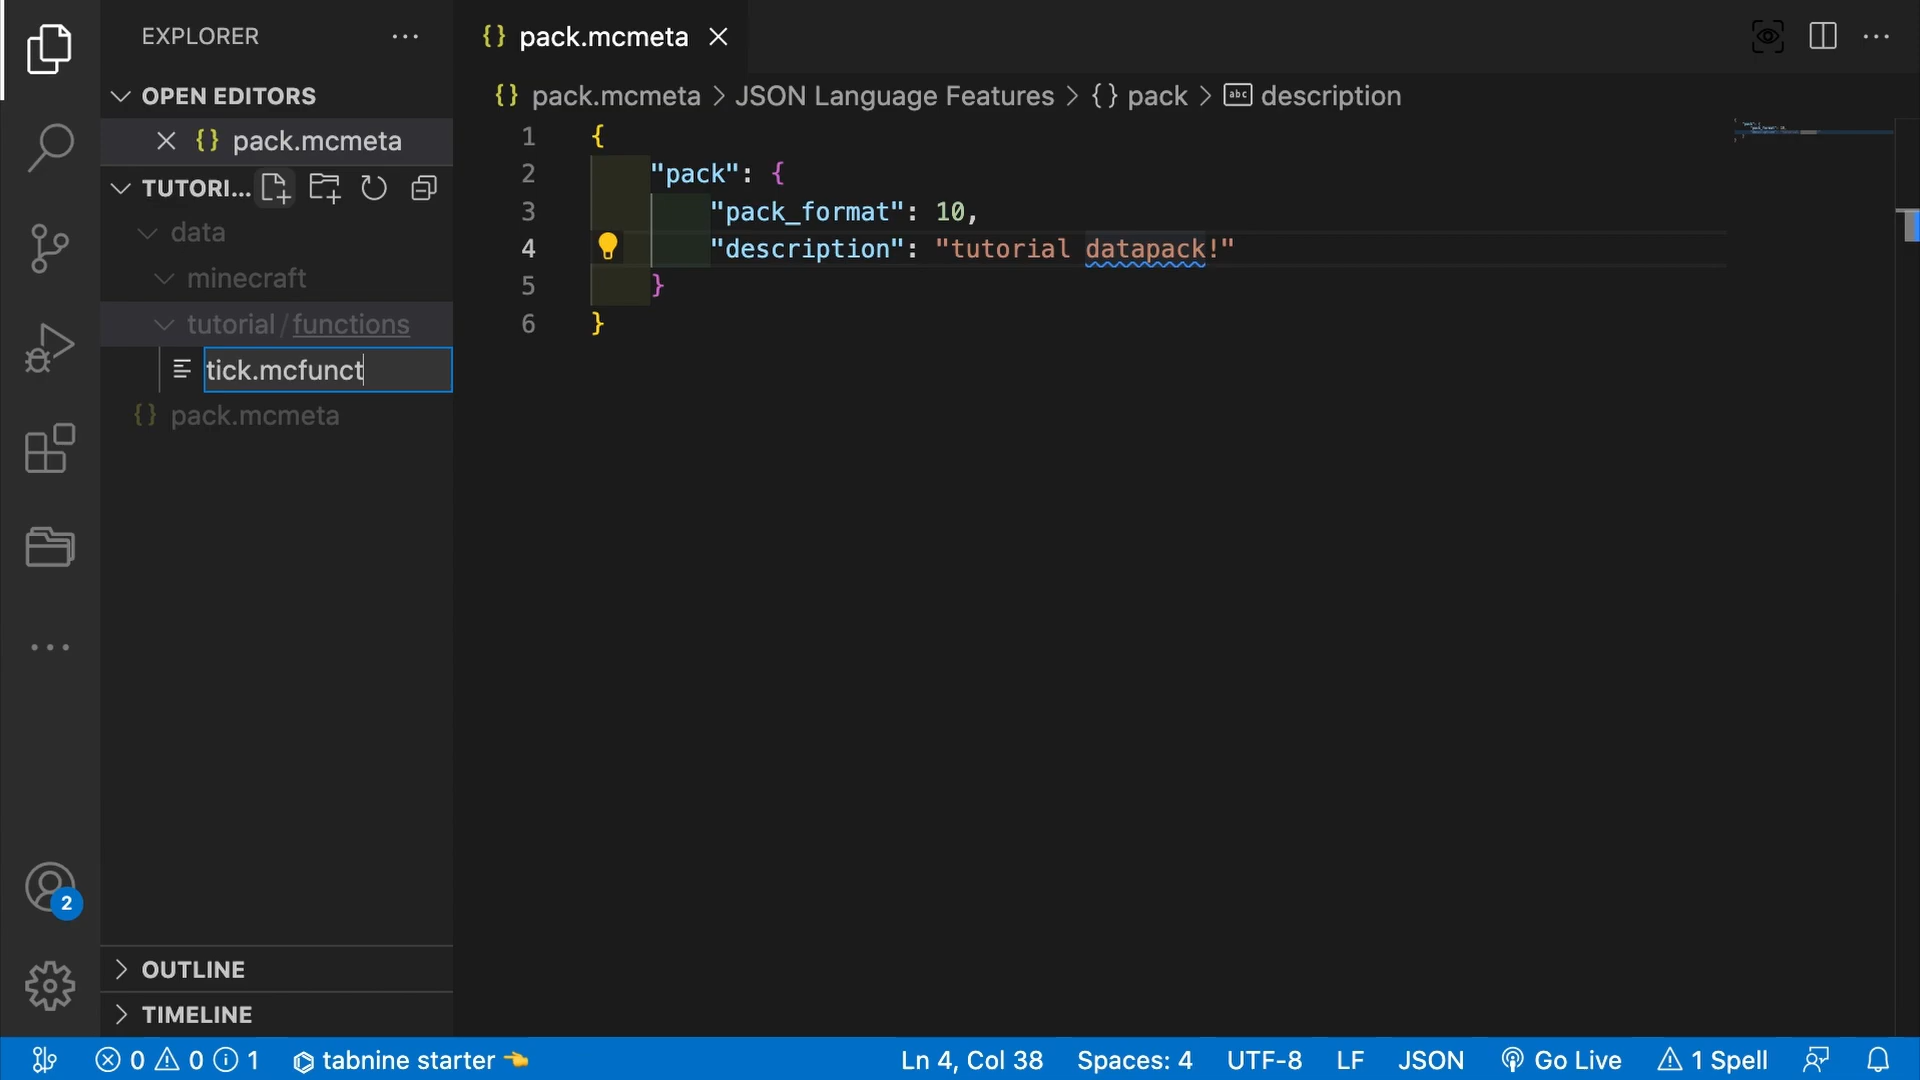 EXPLORER
pack.mcmeta
OPEN EDITORS
pack.mcmeta > JSON Language Features > {} pack > abc description
pack.mcmeta
TUTORI...
data
minecraft
tutorial/functions
tick.mcfunct
pack.mcmeta
1 {
2 "pack": {
3 "pack_format": 10,
4 "description": "tutorial datapack!"
5 }
6 }
2
OUTLINE
TIMELINE
0 0 1 tabnine starter Ln 4, Col 38 Spaces: 4 UTF-8 LF JSON Go Live 1 Spell